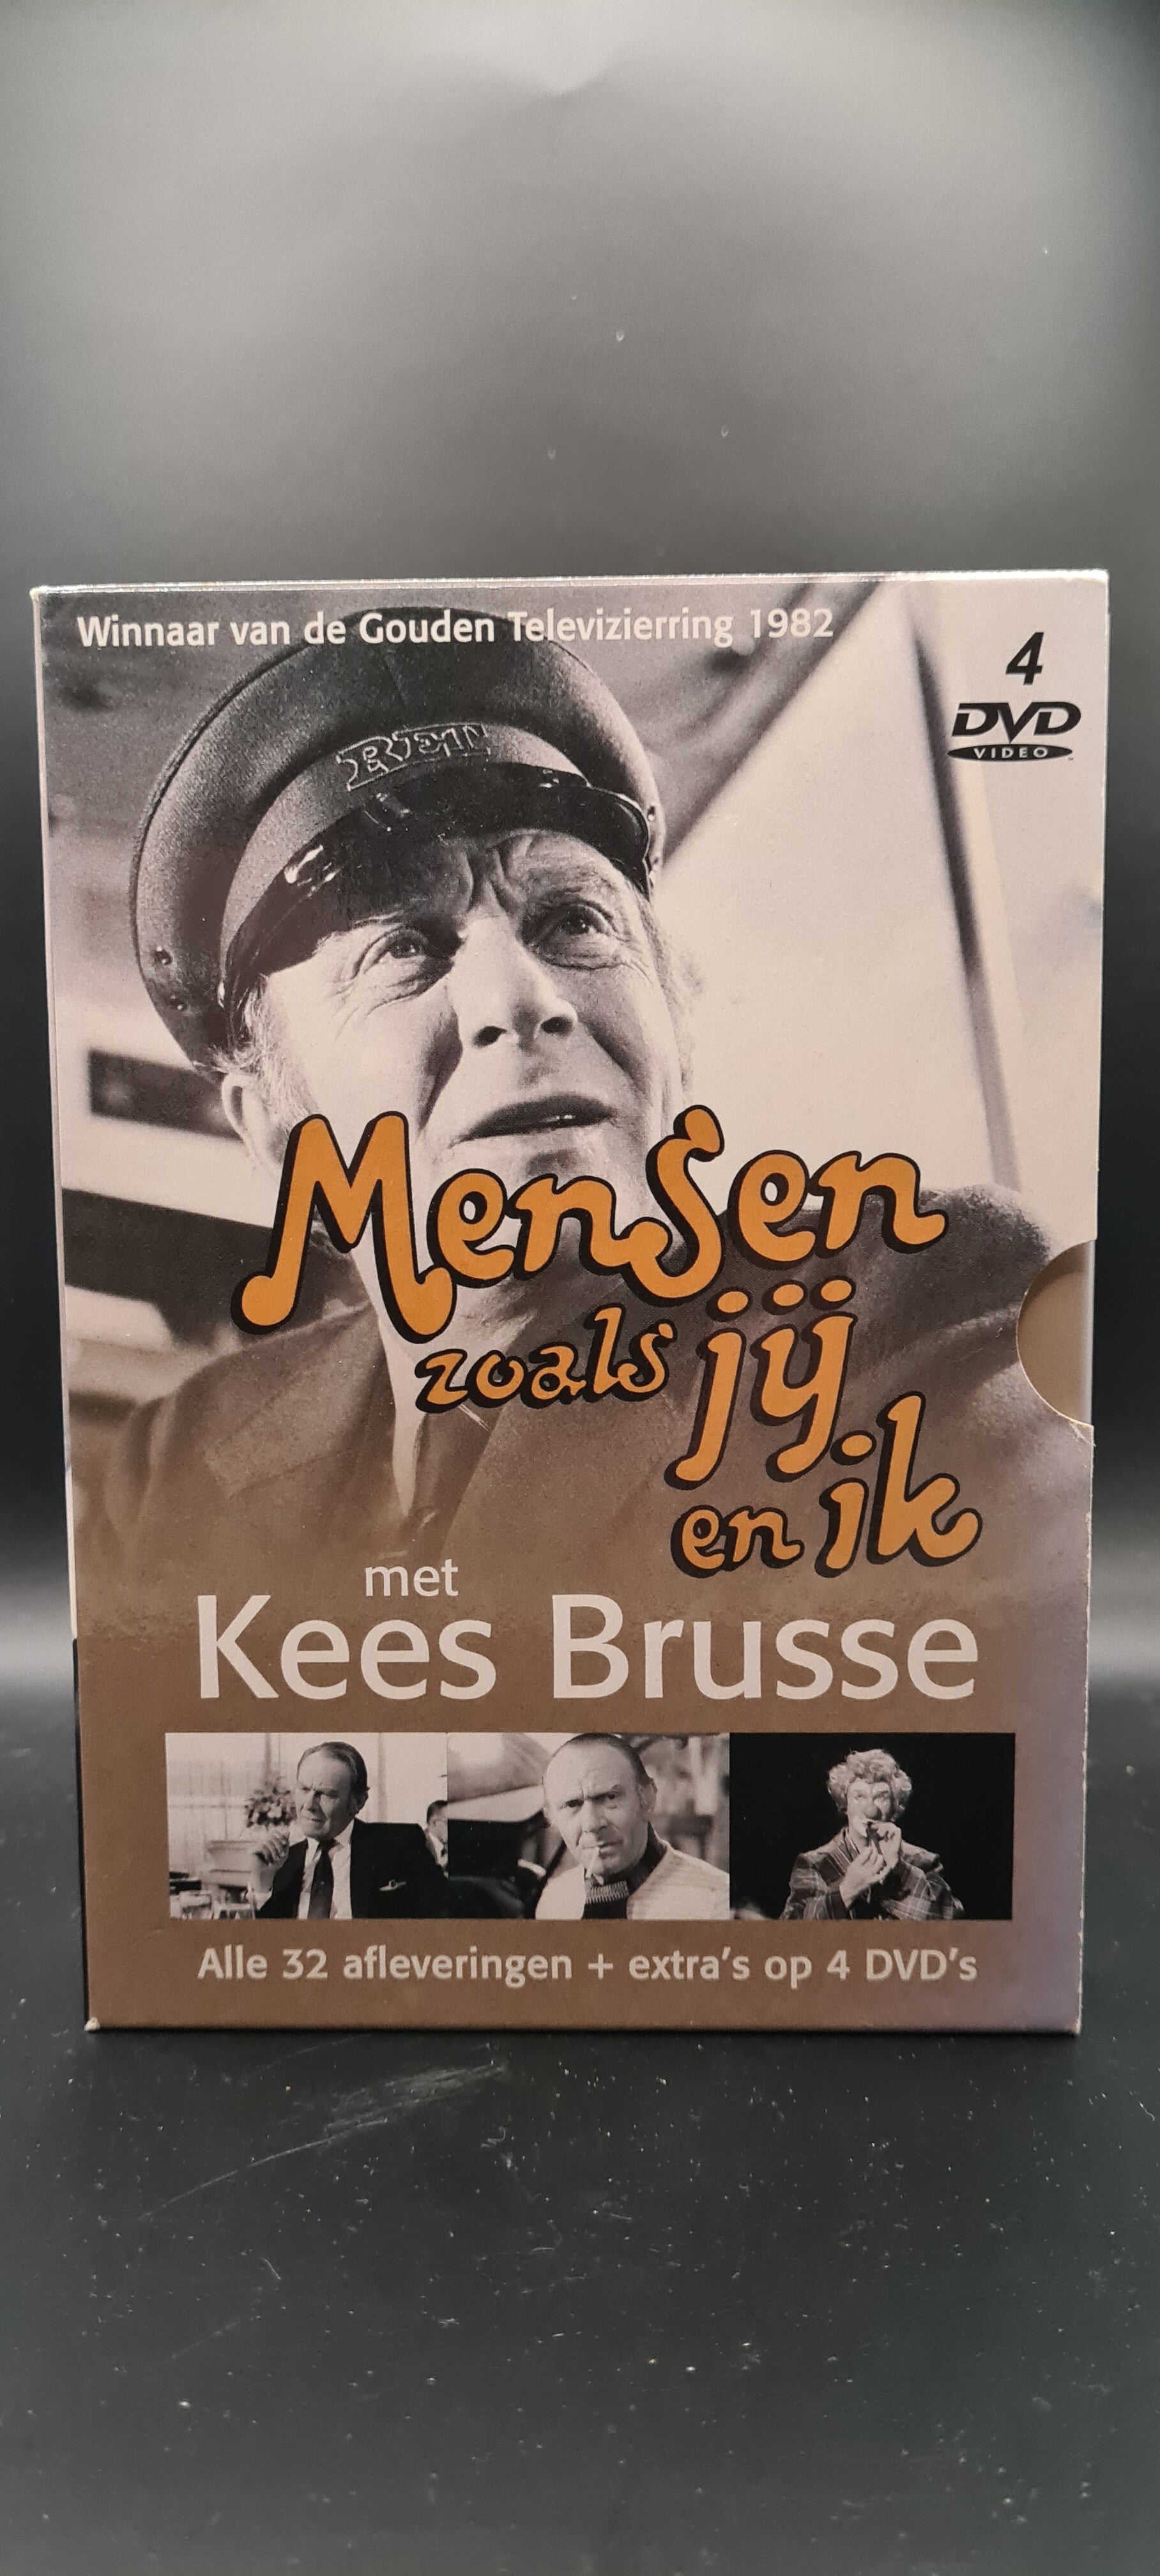 Winnaar van de Gouden Televizierring 1982
4
DVD
VIDEO
RET
Mensen
zoals jij
en ik
met
Kees Brusse
Alle 32 afleveringen + extra's op 4 DVD's